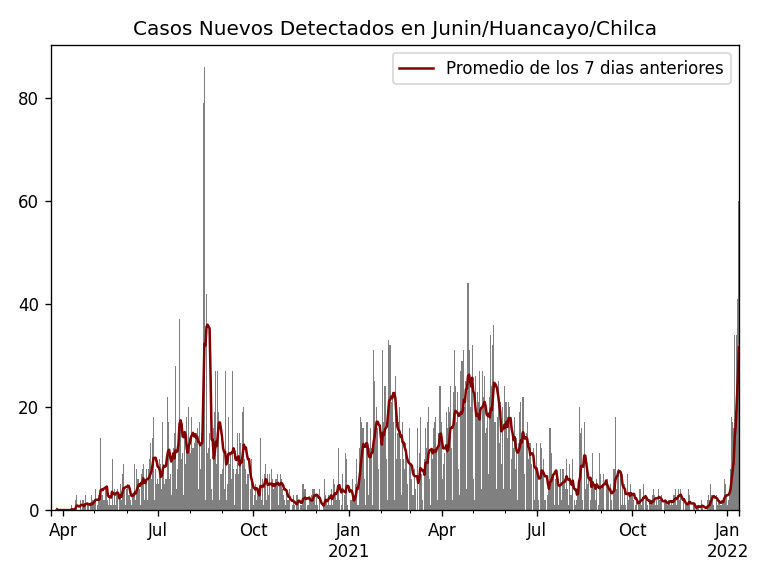 Casos Nuevos Detectados en Junin/Huancayo/Chilca
Promedio de los 7 dias anteriores
80
60
40
20
0
Apr Jul Oct Jan Apr Jul Oct Jan
2021 2022